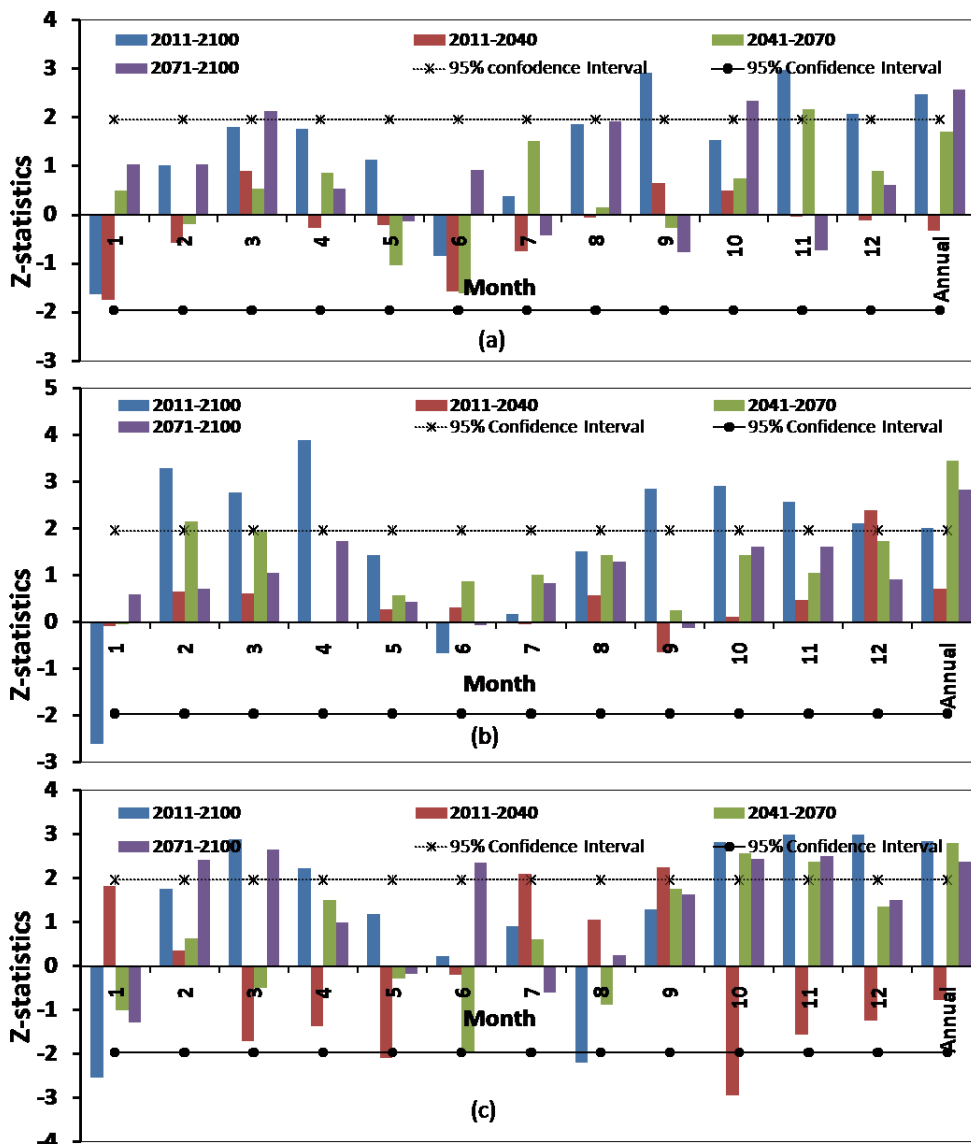 4
3
2
1
0
-1
-2
-3
Z-statistics
2011-2100 2011-2040 2041-2070
2071-2100 95% confodence Interval 95% Confidence Interval
1 2 3 4 5 6 7 8 9 10 11 12 Annual
Month
(a)
5
4
3
2
1
0
-1
-2
-3
Z-statistics
2011-2100 2011-2040 2041-2070
2071-2100 95% Confidence Interval 95% Confidence Interval
1 2 3 4 5 6 7 8 9 10 11 12 Annual
Month
(b)
4
3
2
1
0
-1
-2
-3
-4
Z-statistics
2011-2100 2011-2040 2041-2070
2071-2100 95% Confidence Interval 95% Confidence Interval
1 2 3 4 5 6 7 8 9 10 11 12 Annual
Month
(c)